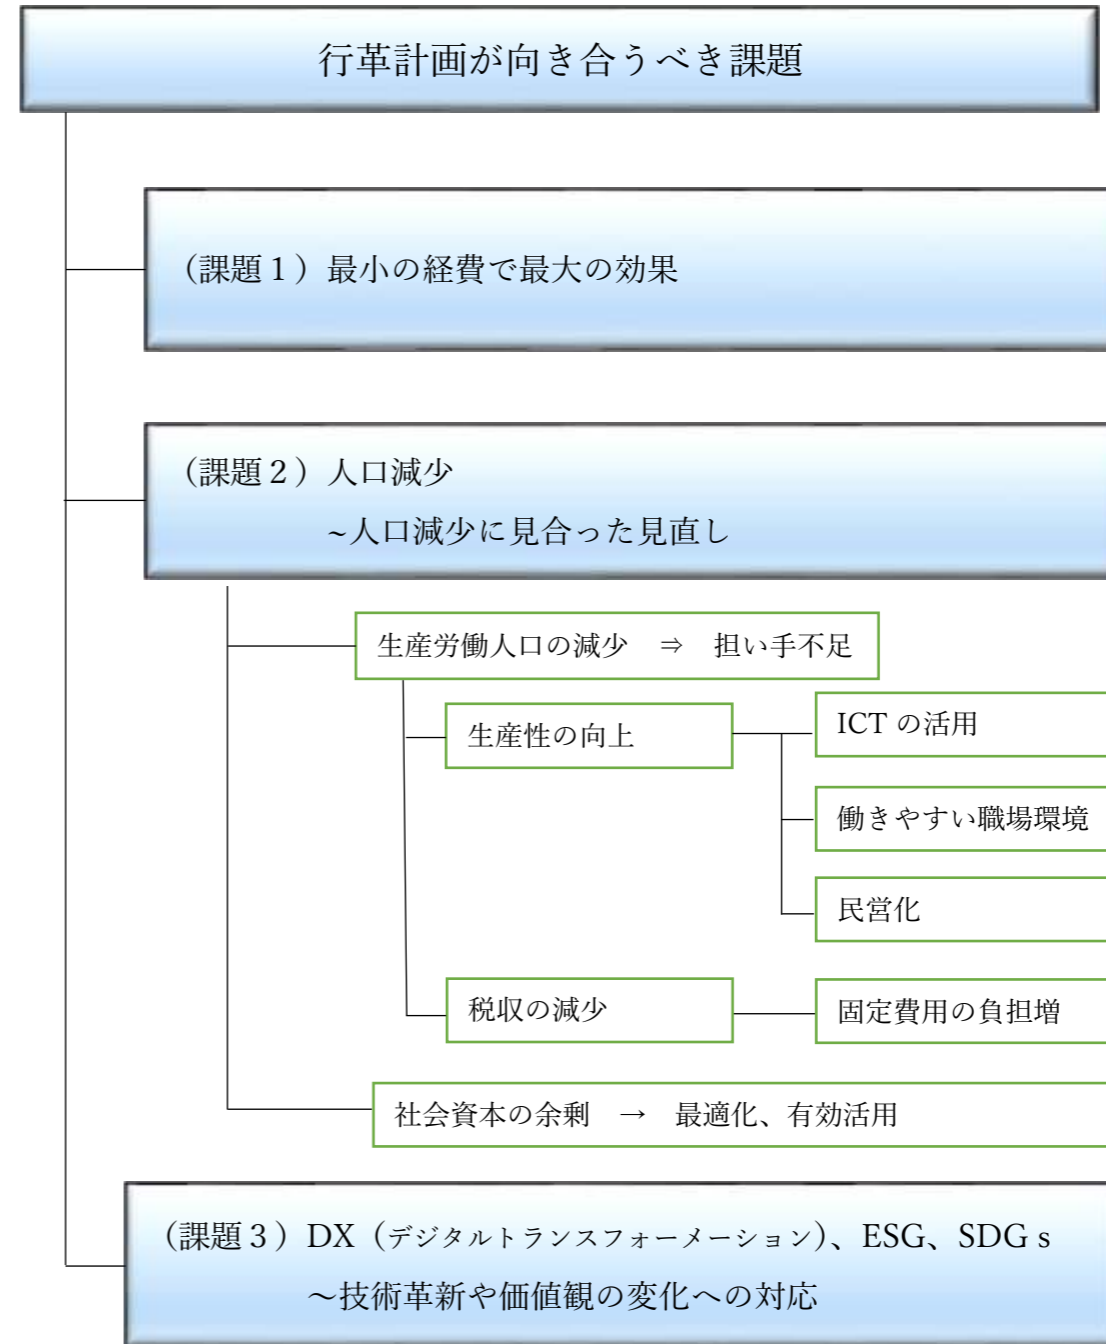 行革計画が向き合うべき課題
（課題１）最小の経費で最大の効果
（課題２）人口減少
~人口減少に見合った見直し
生産労働人口の減少　⇒　担い手不足
生産性の向上
ICT の活用
働きやすい職場環境
民営化
税収の減少
固定費用の負担増
社会資本の余剰　→　最適化、有効活用
（課題３）DX（デジタルトランスフォーメーション）、ESG、SDGｓ
～技術革新や価値観の変化への対応